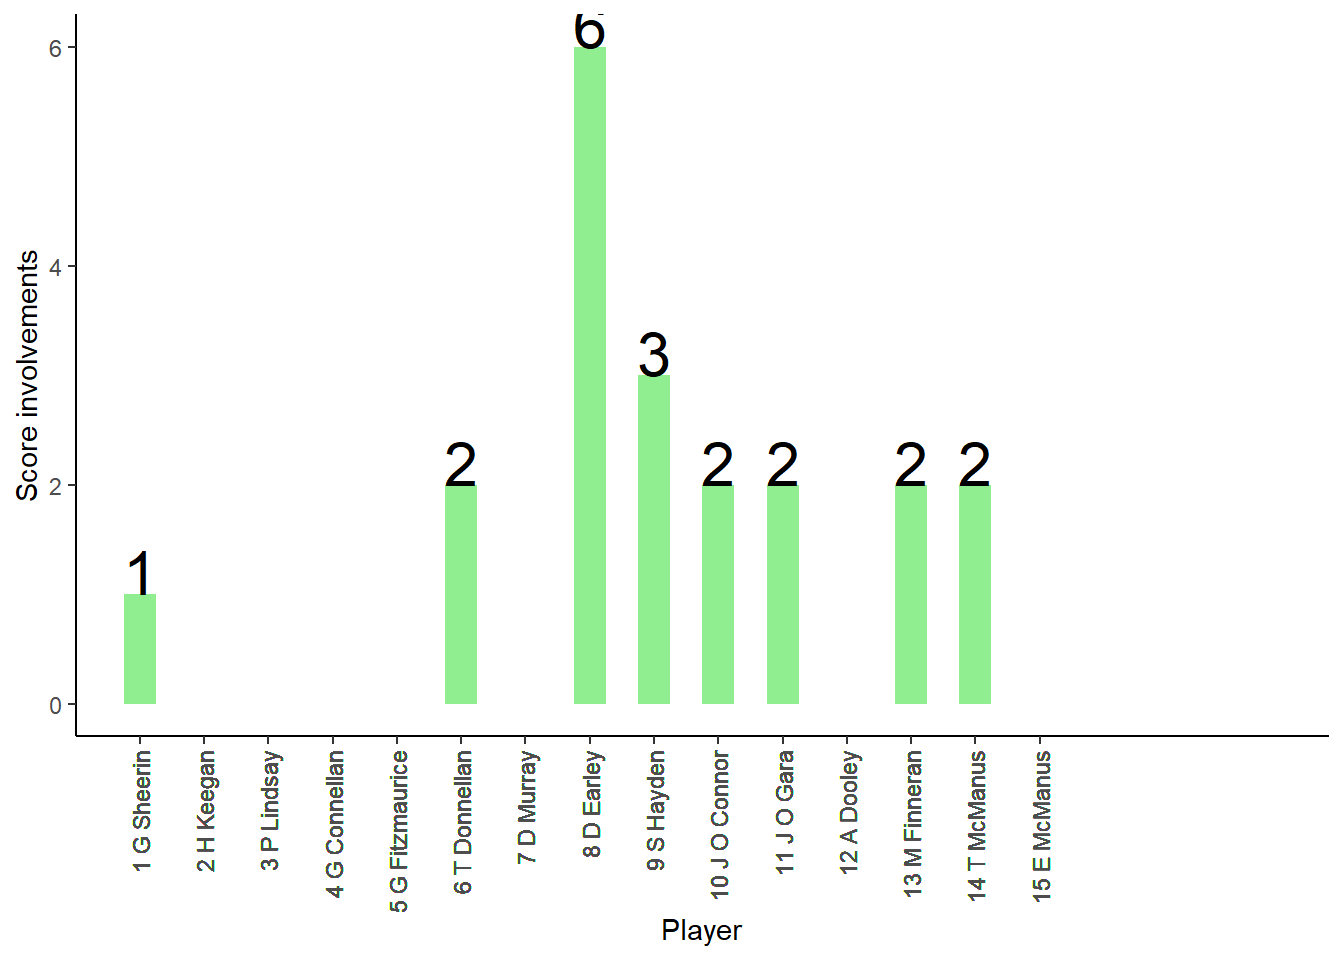 Score involvements
6
4
2
0
6
3
2
2
2
2
2
1
1 G Sheerin
2 H Keegan
3 P Lindsay
4 G Connellan
5 G Fitzmaurice
6 T Donnellan
7 D Murray
8 D Earley
9 S Hayden
10 J O Connor
11 J O Gara
12 A Dooley
13 M Finneran
14 T McManus
15 E McManus
Player